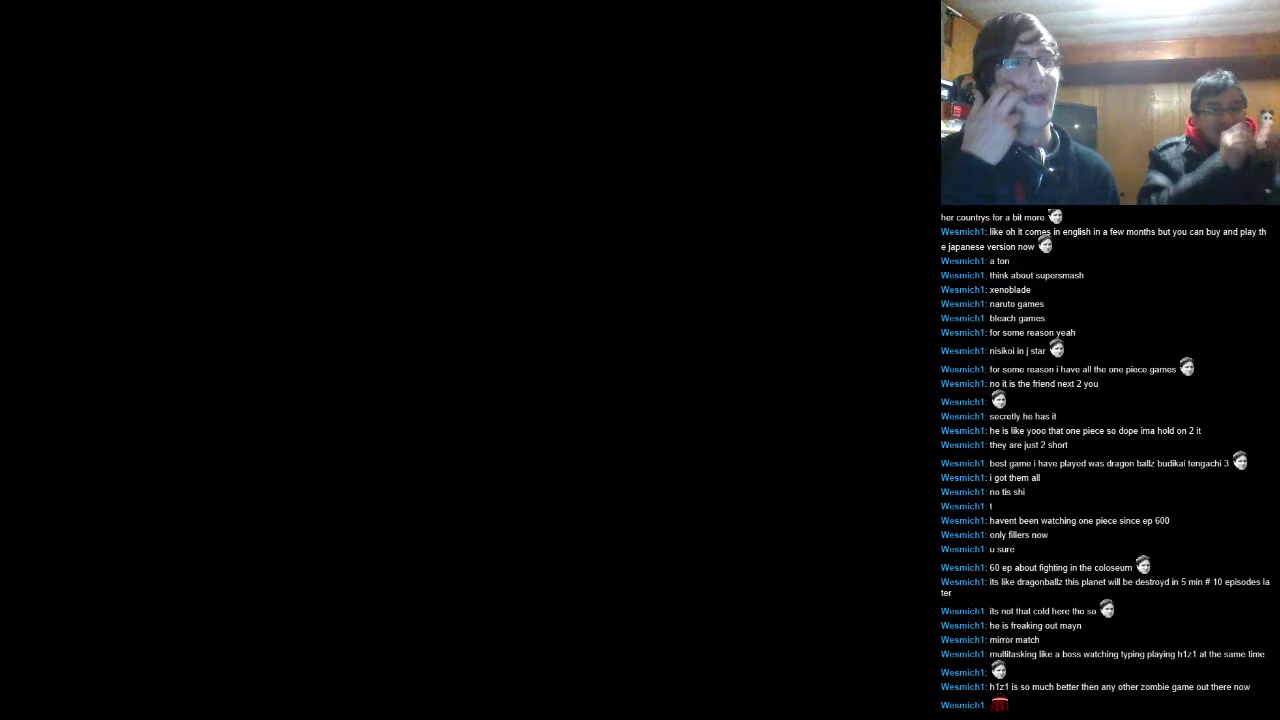 her countrys for a bit more
Wesmich1: like oh it comes in english in a few months but you can buy and play th
e japanese version now
Wesmich1: a ton
Wesmich1: think about supersmash
Wesmich1: xenoblade
Wesmich1: naruto games
Wesmich1: bleach games
Wesmich1: for some reason yeah
Wesmich1: nisikoi in j star
Wesmich1: for some reason i have all the one piece games
Wesmich1: no it is the friend next 2 you
Wesmich1:
Wesmich1: secretly he has it
Wesmich1: he is like yooo that one piece so dope ima hold on 2 it
Wesmich1: they are just 2 short
Wesmich1: best game i have played was dragon ballz budikai tengachi 3
Wesmich1: i got them all
Wesmich1: no tis shi
Wesmich1: t
Wesmich1: havent been watching one piece since ep 600
Wesmich1: only fillers now
Wesmich1: u sure
Wesmich1: 60 ep about fighting in the coloseum
Wesmich1: its like dragonballz this planet will be destroyd in 5 min # 10 episodes la
ter
Wesmich1: its not that cold here tho so
Wesmich1: he is freaking out mayn
Wesmich1: mirror match
Wesmich1: multitasking like a boss watching typing playing h1z1 at the same time
Wesmich1:
Wesmich1: h1z1 is so much better then any other zombie game out there now
Wesmich1: